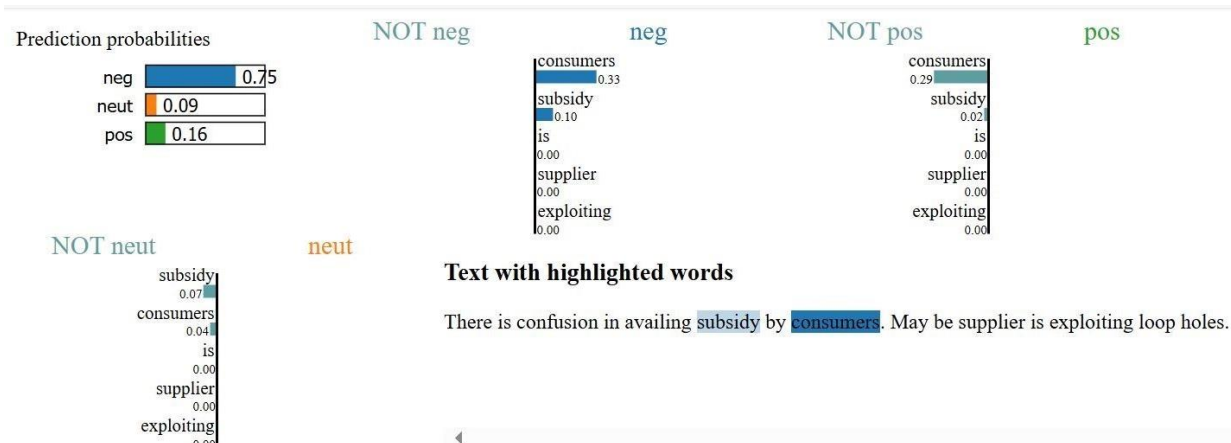 Prediction probabilities
neg 0.75
neut 0.09
pos 0.16
NOT neg neg
consumers
0.33
subsidy
0.10
is
0.00
supplier
0.00
exploiting
0.00
NOT pos pos
consumers
0.29
subsidy
0.02
is
0.00
supplier
0.00
exploiting
0.00
NOT neut neut
subsidy
0.07
consumers
0.04
is
0.00
supplier
0.00
exploiting
0.00
Text with highlighted words
There is confusion in availing subsidy by consumers. May be supplier is exploiting loop holes.